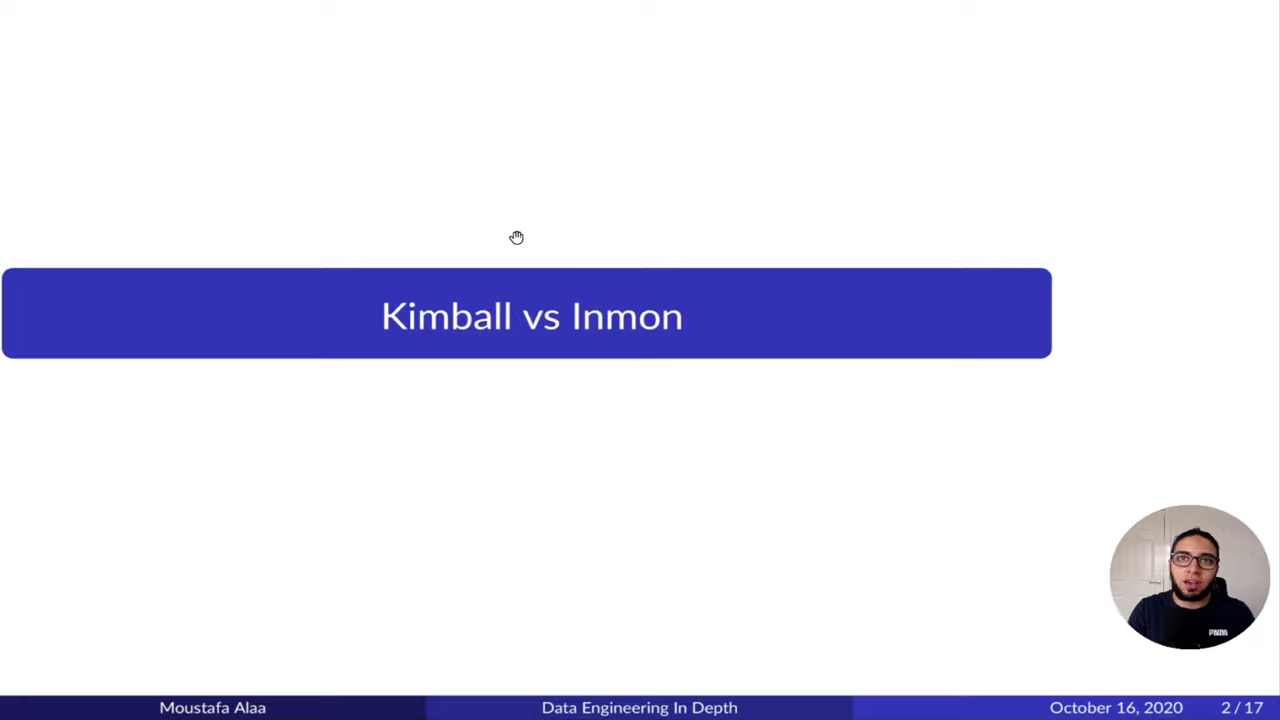 Kimball vs Inmon
Moustafa Alaa
Data Engineering In Depth
October 16, 2020
2 / 17